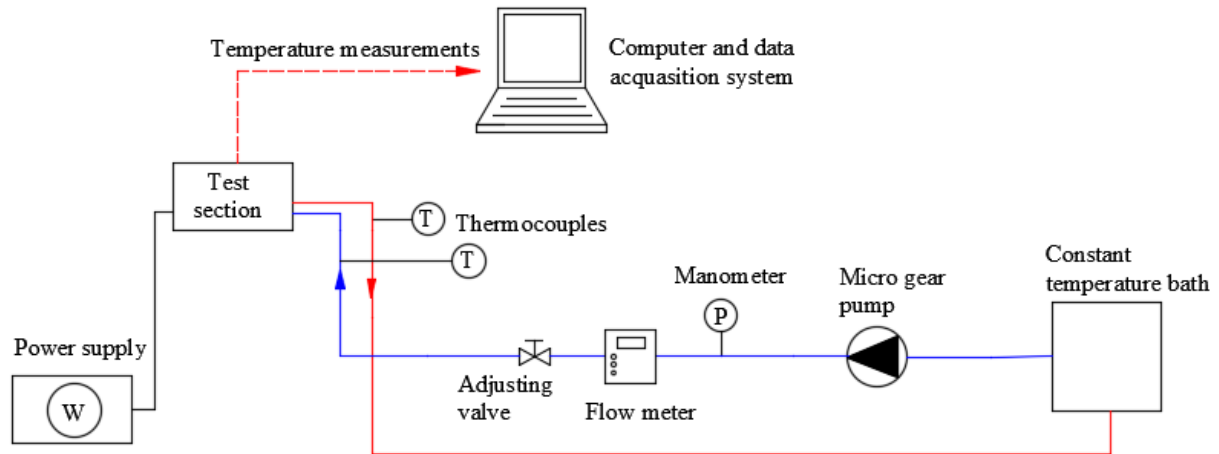 Temperature measurements
Computer and data
acquasition system
Test
section
T
Thermocouples
T
Constant
temperature bath
Manometer
Micro gear
pump
P
Power supply
W
Adjusting
valve
Flow meter